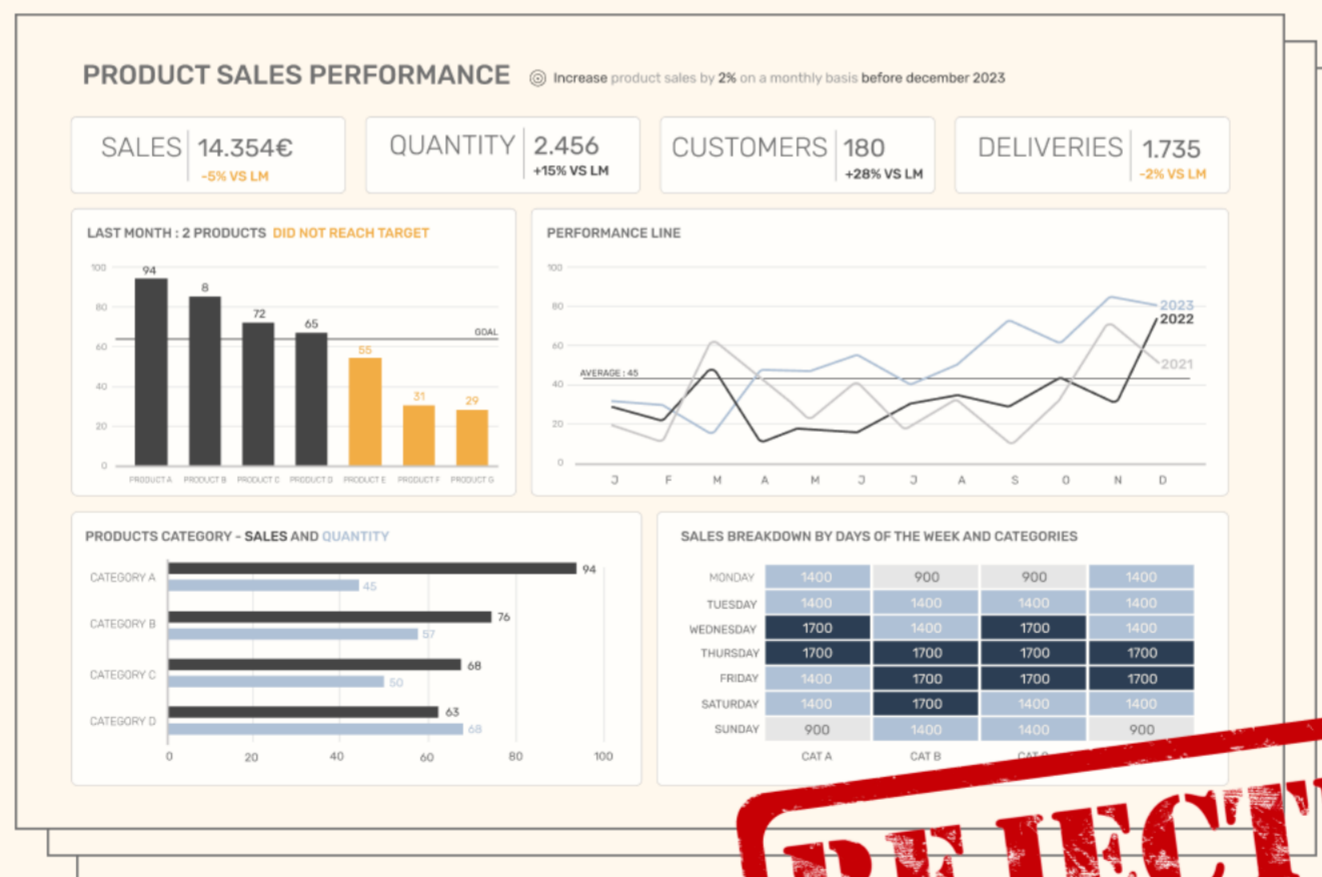 PRODUCT SALES PERFORMANCE
Increase product sales by 2% on a monthly basis before december 2023
SALES 14.354€
-5% VS LM
QUANTITY 2.456
+15% VS LM
CUSTOMERS 180
+28% VS LM
DELIVERIES 1.735
-2% VS LM
LAST MONTH : 2 PRODUCTS DID NOT REACH TARGET
100
80
60
40
20
0
94
8
72
65
55
31
29
GOAL
PRODUCT A PRODUCT B PRODUCT C PRODUCT D PRODUCT E PRODUCT F PRODUCT G
PERFORMANCE LINE
100
80
60
40
20
0
AVERAGE : 45
2023
2022
2021
J F M A M J J A S O N D
PRODUCTS CATEGORY - SALES AND QUANTITY
CATEGORY A 94
45
CATEGORY B 76
57
CATEGORY C 68
50
CATEGORY D 63
68
0 20 40 60 80 100
SALES BREAKDOWN BY DAYS OF THE WEEK AND CATEGORIES
MONDAY 1400 900 900 1400
TUESDAY 1400 1400 1400 1400
WEDNESDAY 1700 1400 1700 1400
THURSDAY 1700 1700 1700 1700
FRIDAY 1400 1700 1700 1700
SATURDAY 1400 1700 1400 1400
SUNDAY 900 1400 1400 900
CAT A CAT B CAT
REJECT